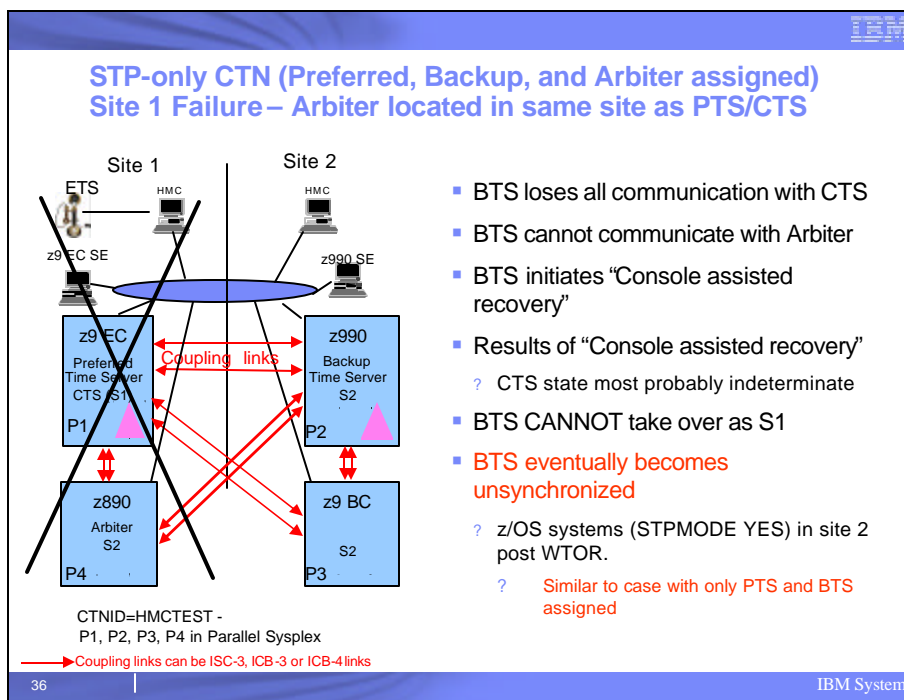 IBM
STP-only CTN (Preferred, Backup, and Arbiter assigned)
Site 1 Failure – Arbiter located in same site as PTS/CTS
Site 1
Site 2
ETS
HMC
HMC
z9 EC SE
z990 SE
z9 EC
Preferred
Time Server
CTS (S1)
P1
Coupling links
z990
Backup
Time Server
S2
P2
z890
Arbiter
S2
P4
z9 BC
S2
P3
CTNID=HMCTEST -
P1, P2, P3, P4 in Parallel Sysplex
Coupling links can be ISC-3, ICB-3 or ICB-4 links
▪ BTS loses all communication with CTS
▪ BTS cannot communicate with Arbiter
▪ BTS initiates “Console assisted
recovery”
▪ Results of “Console assisted recovery”
? CTS state most probably indeterminate
▪ BTS CANNOT take over as S1
▪ BTS eventually becomes
unsynchronized
? z/OS systems (STPMODE YES) in site 2
post WTOR.
? Similar to case with only PTS and BTS
assigned
36
IBM System